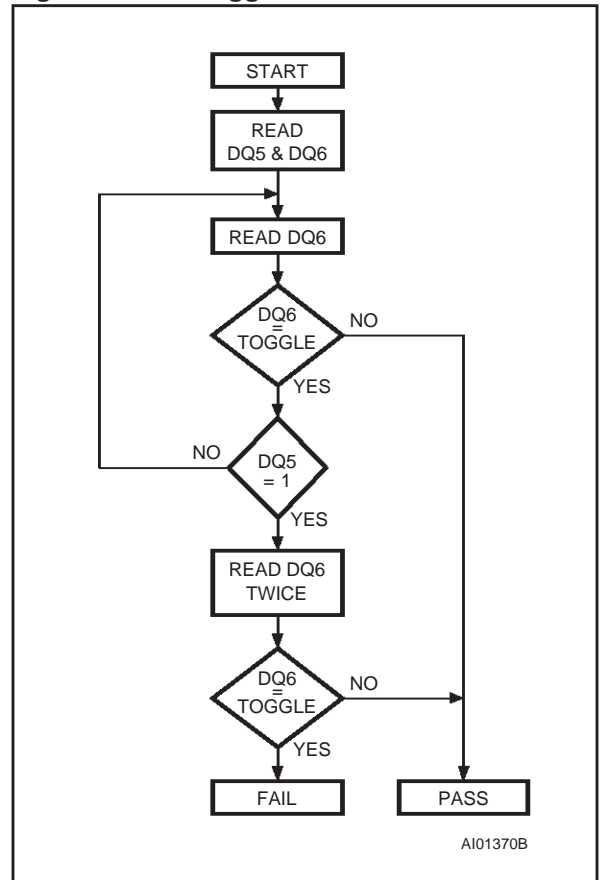 START
READ
DQ5 & DQ6
READ DQ6
DQ6
=
TOGGLE
NO
YES
NO
DQ5
= 1
YES
READ DQ6
TWICE
DQ6
=
TOGGLE
NO
YES
FAIL
PASS
AI01370B